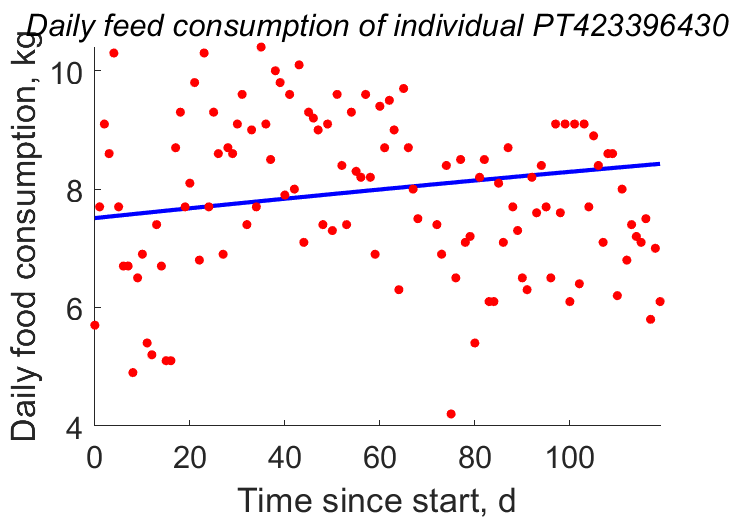 Daily feed consumption of individual PT423396430
Daily food consumption, kg
10
8
6
4
0 20 40 60 80 100
Time since start, d